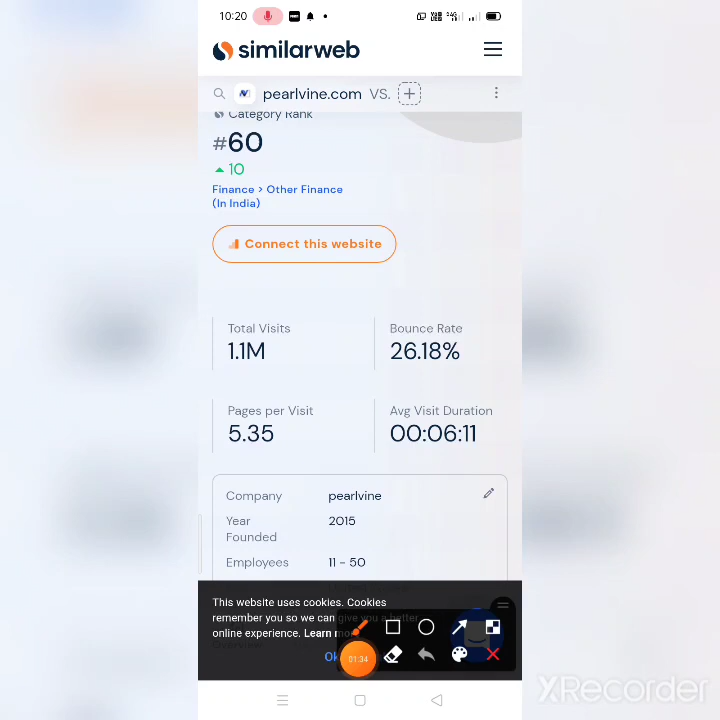 10:20
similarweb
pearlvine.com VS.
Category Rank
#60
10
Finance > Other Finance
(In India)
Connect this website
Total Visits
1.1M
Bounce Rate
26.18%
Pages per Visit
5.35
Avg Visit Duration
00:06:11
Company pearlvine
Year
Founded 2015
Employees 11 - 50
This website uses cookies. Cookies
remember you so we can give you a better
online experience. Learn
01:34
XRecorder